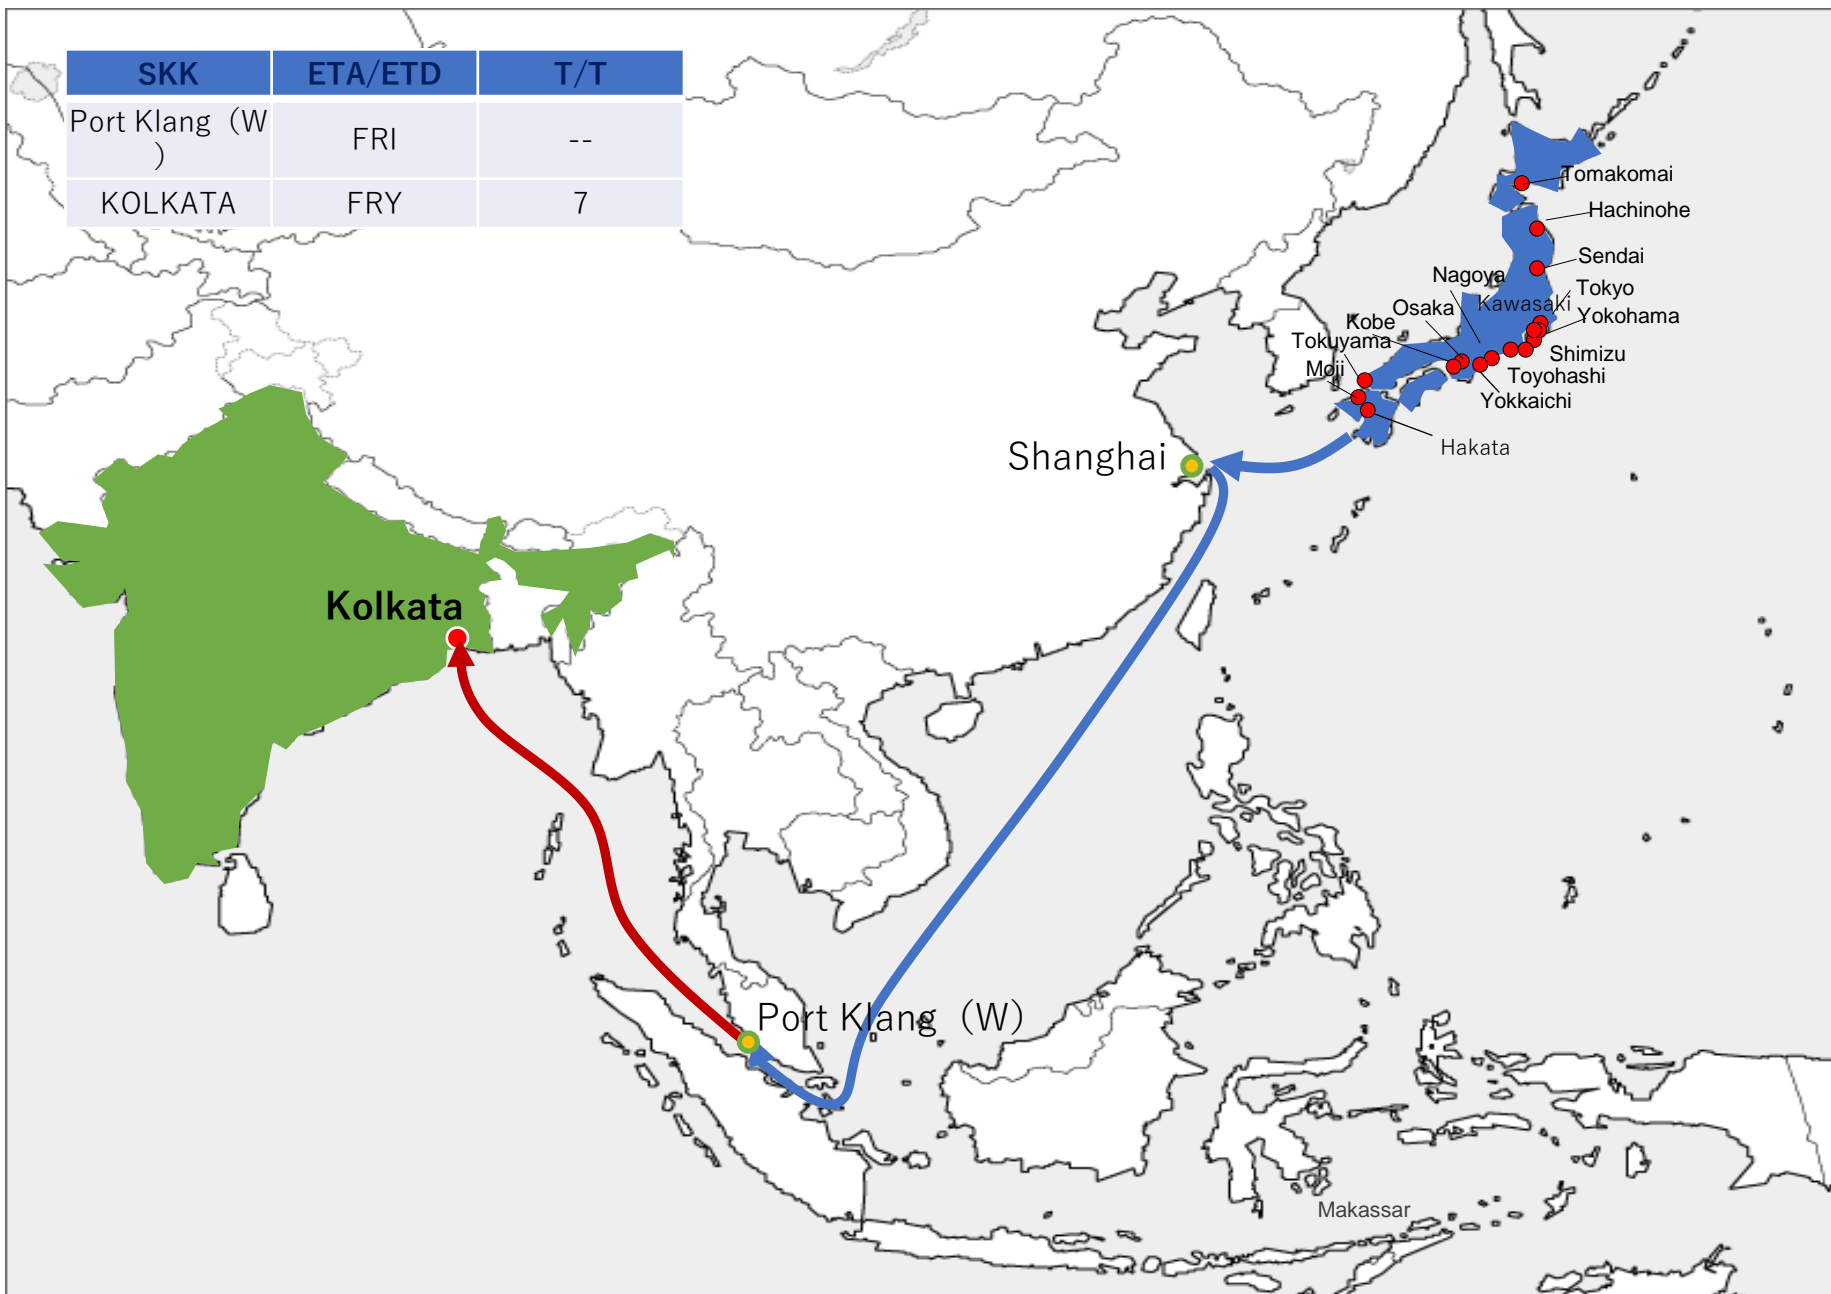 SKK ETA/ETD T/T
Port Klang（W
） FRI --
KOLKATA FRY 7
Tomakomai
Hachinohe
Sendai
Nagoya
Tokyo
Kawasaki
Osaka
Yokohama
Kobe
Tokuyama
Shimizu
Moji
Toyohashi
Yokkaichi
Hakata
Shanghai
Kolkata
Port Klang（W）
Makassar